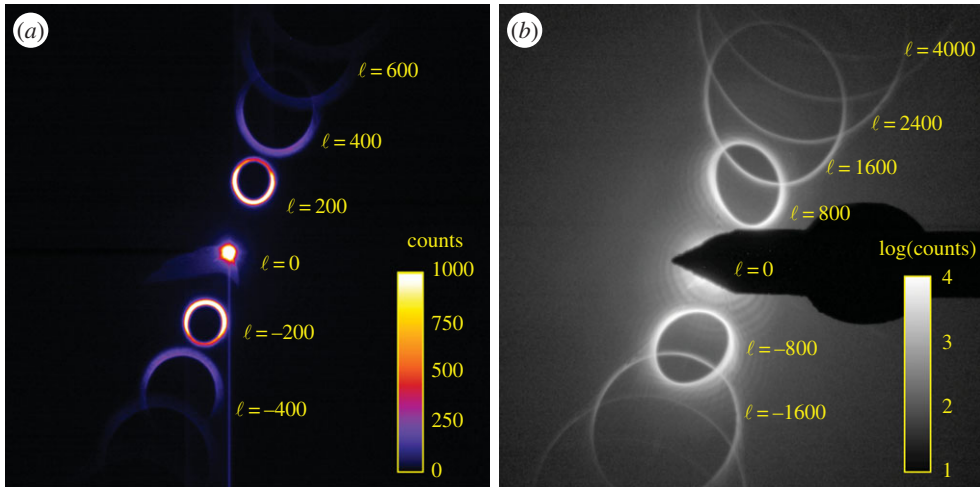 (a)
ℓ = 600
ℓ = 400
ℓ = 200
ℓ = 0
ℓ = –200
ℓ = –400
counts
1000
750
500
250
0
(b)
ℓ = 4000
ℓ = 2400
ℓ = 1600
ℓ = 800
ℓ = 0
ℓ = –800
ℓ = –1600
log(counts)
4
3
2
1